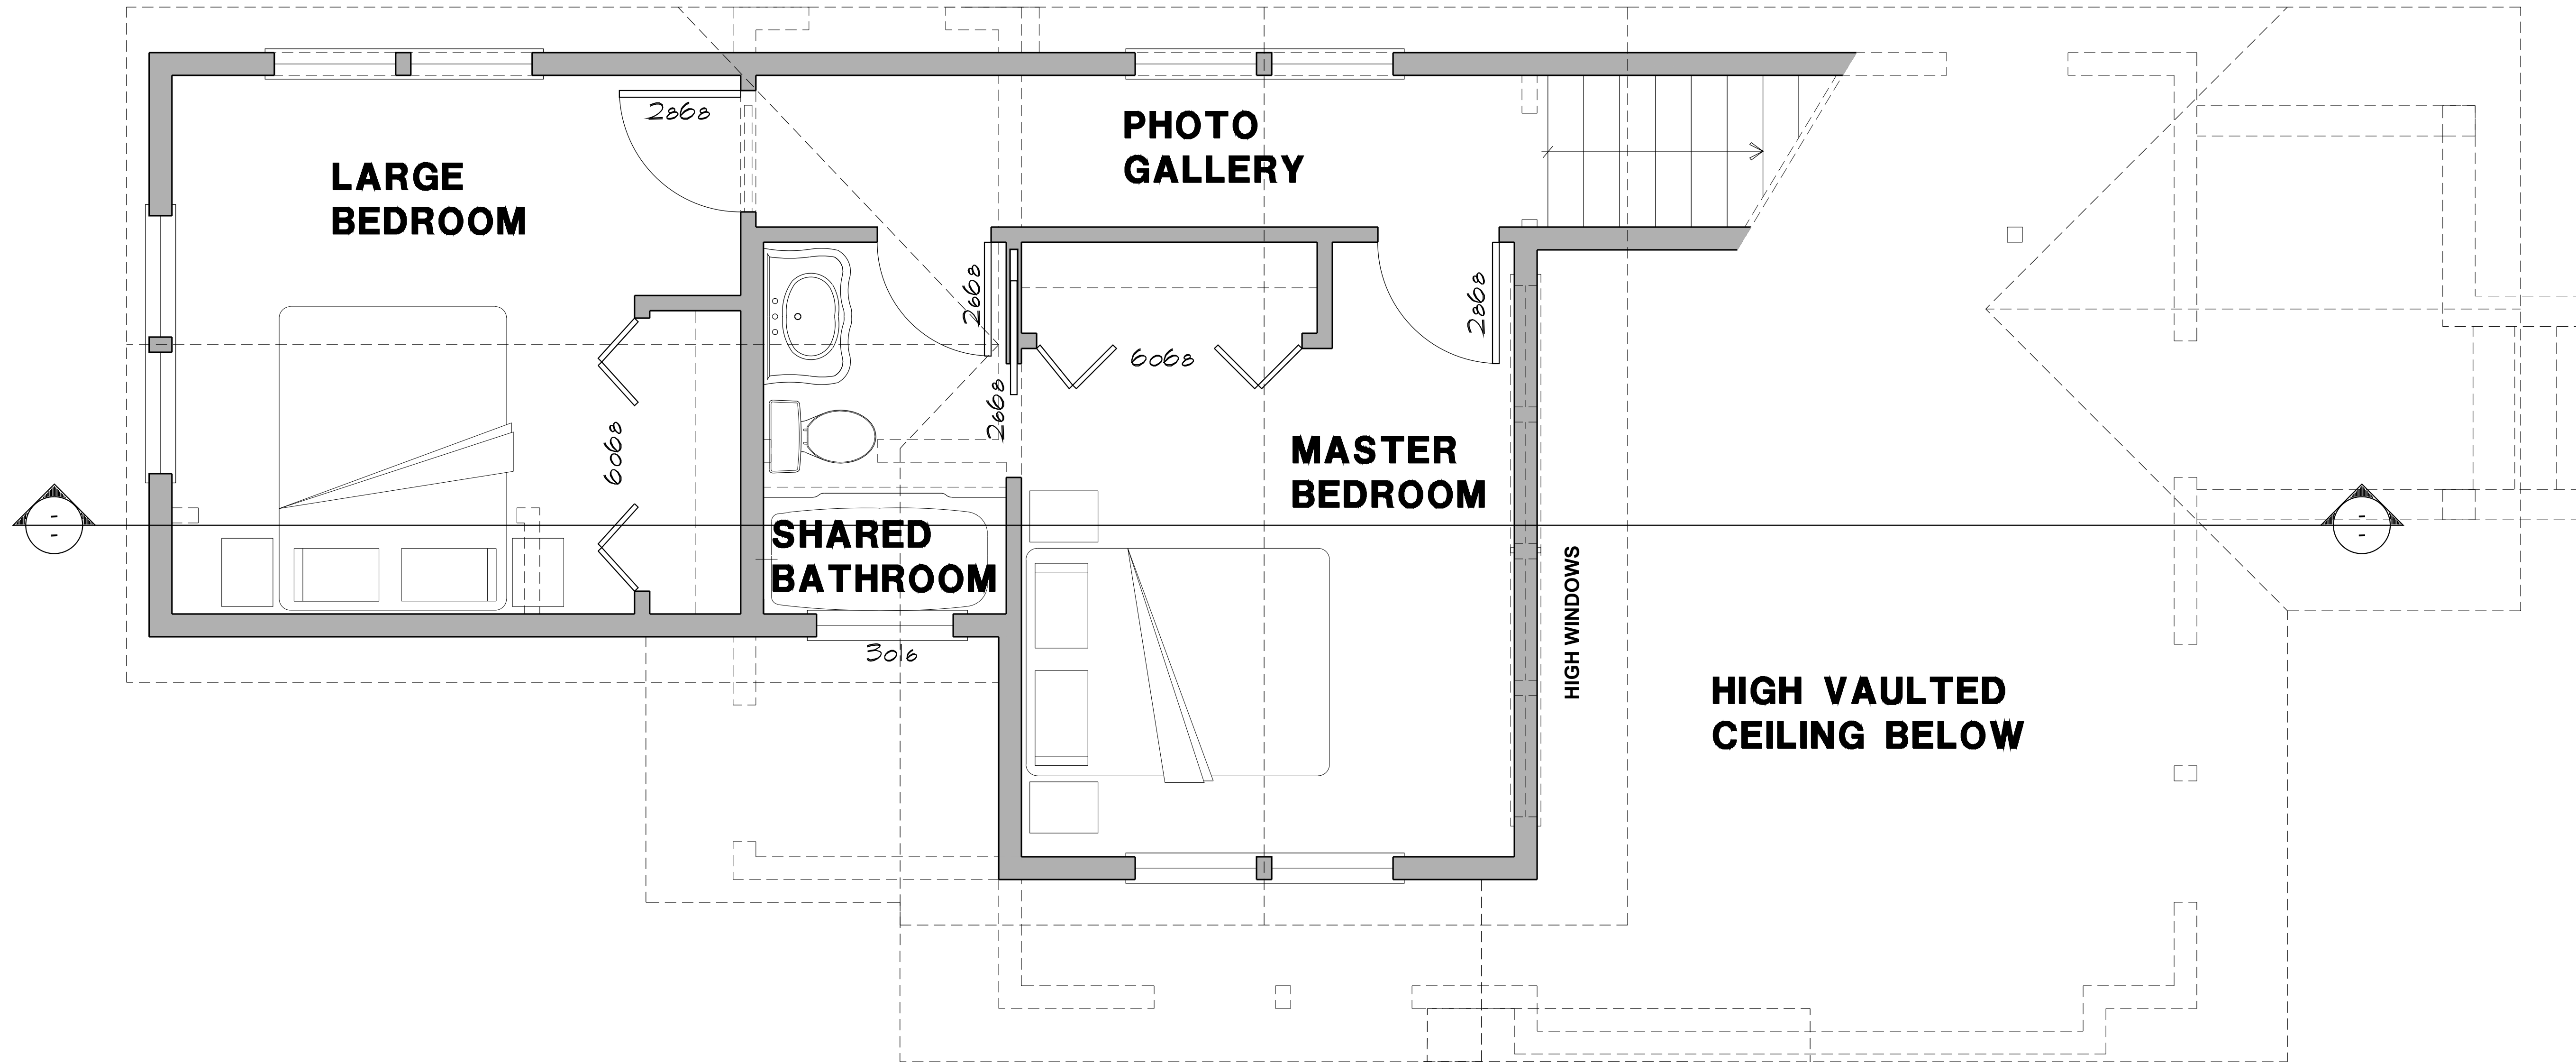 2868
PHOTO
GALLERY
LARGE
BEDROOM
2668
2868
6068
2668
6068
MASTER
BEDROOM
-
-
-
-
SHARED
BATHROOM
HIGH WINDOWS
3016
HIGH VAULTED
CEILING BELOW